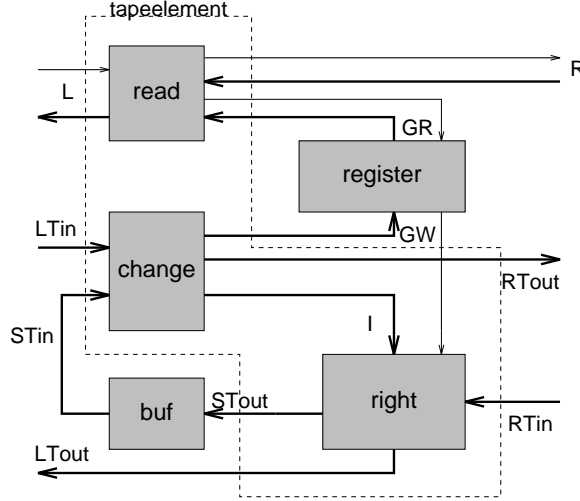 tapeelement
R
L
read
GR
register
LTin
GW
change
RTout
STin
I
STout
buf
right
RTin
LTout